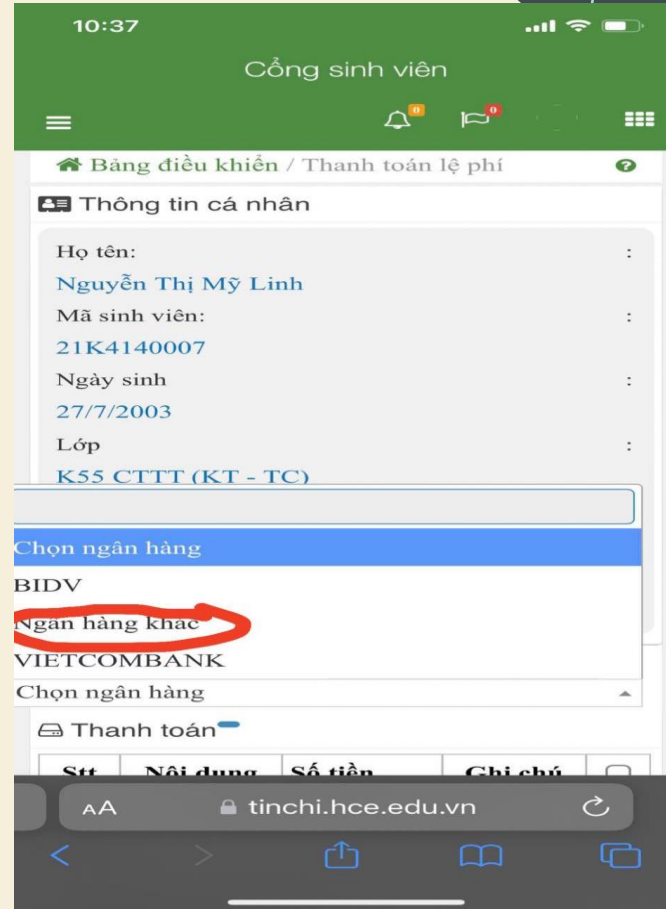 10:37
Cổng sinh viên
0
0
Bảng điều khiển / Thanh toán lệ phí
Thông tin cá nhân
Họ tên: :
Nguyễn Thị Mỹ Linh
Mã sinh viên: :
21K4140007
Ngày sinh :
27/7/2003
Lớp :
K55 CTTT (KT - TC)
Chọn ngân hàng
BIDV
Ngân hàng khác
VIETCOMBANK
Chọn ngân hàng
Thanh toán
Stt Nội dung Số tiền Ghi chú
AA tinchi.hce.edu.vn